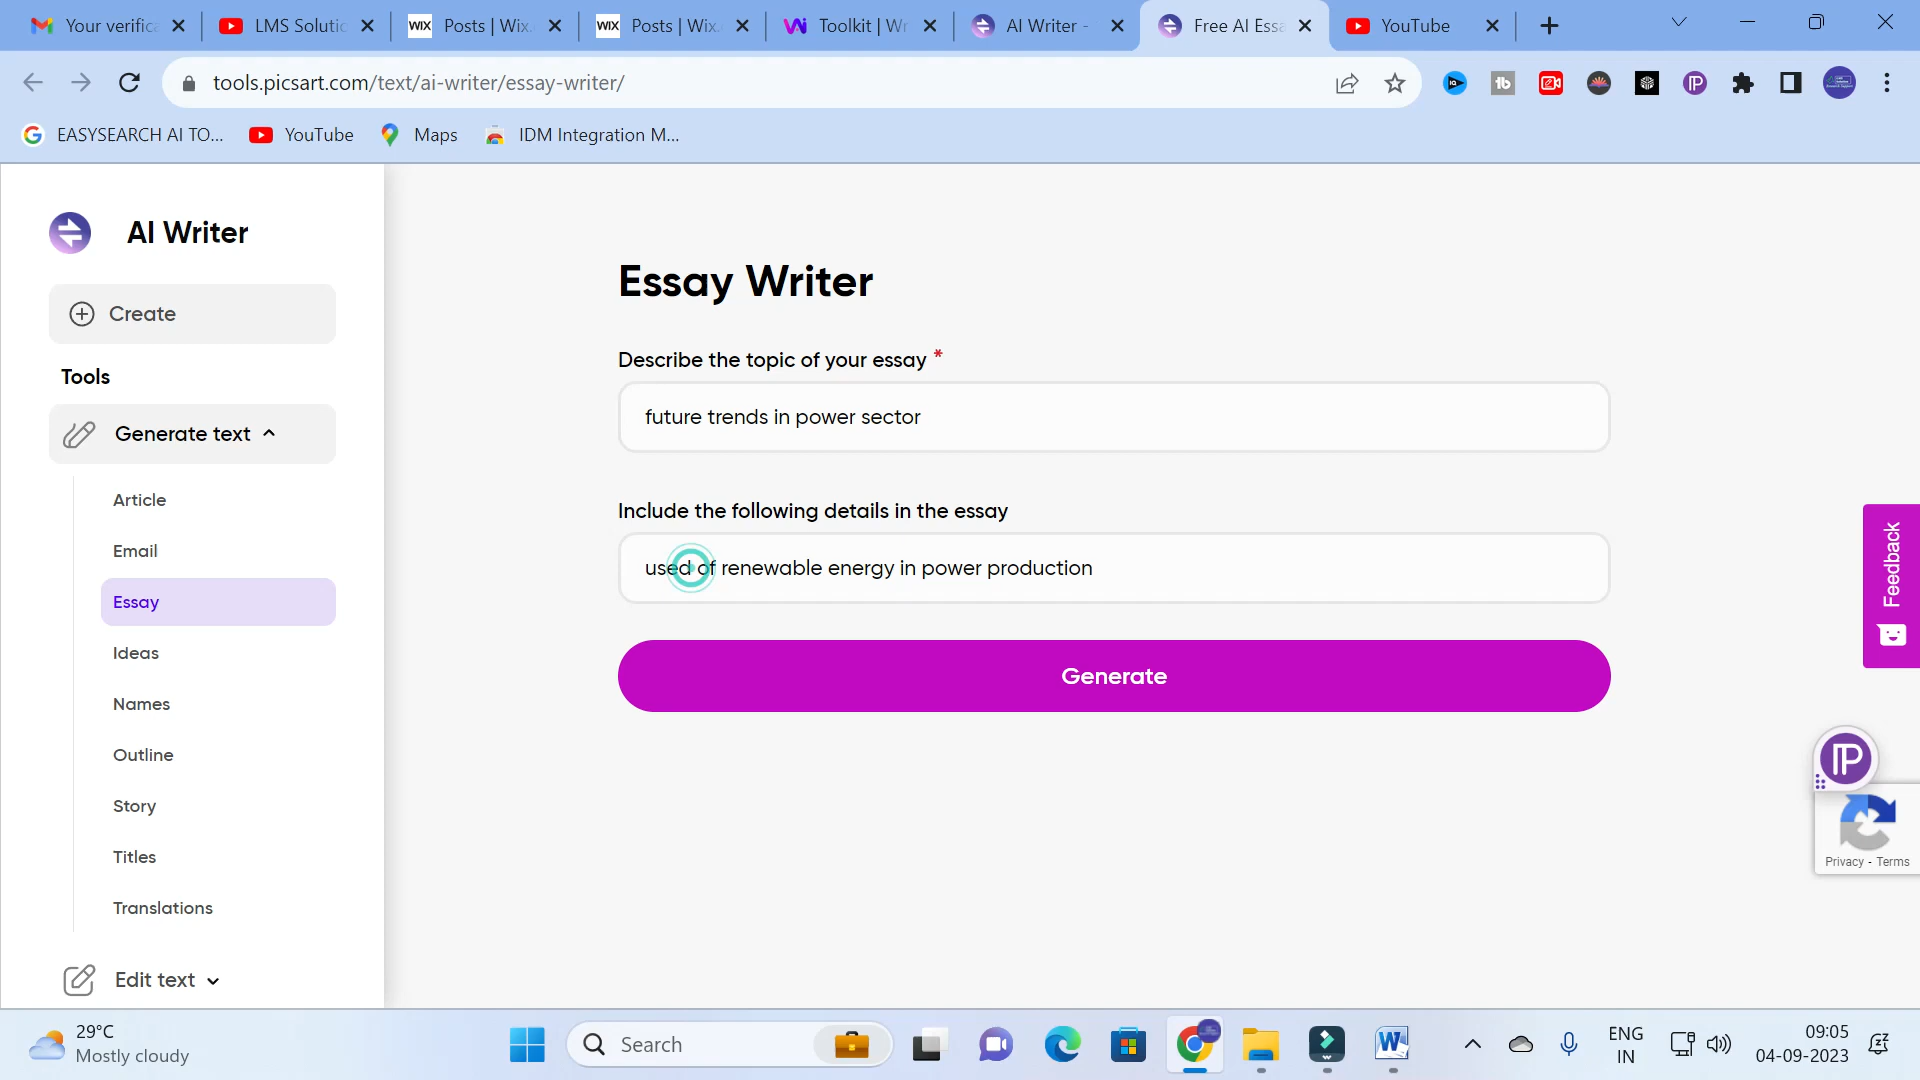 Your verifica
LMS Solutio
WIX
Posts | Wix.
WIX
Posts | Wix.
Toolkit | Wr
AI Writer -
Free AI Essa
YouTube
tools.picsart.com/text/ai-writer/essay-writer/
EASYSEARCH AI TO...
YouTube
Maps
IDM Integration M...
AI Writer
Create
Tools
Generate text
Article
Email
Essay
Ideas
Names
Outline
Story
Titles
Translations
Edit text
Essay Writer
Describe the topic of your essay *
future trends in power sector
Include the following details in the essay
used of renewable energy in power production
Generate
Feedback
Privacy - Terms
29°C
Mostly cloudy
Search
ENG
IN
09:05
04-09-2023